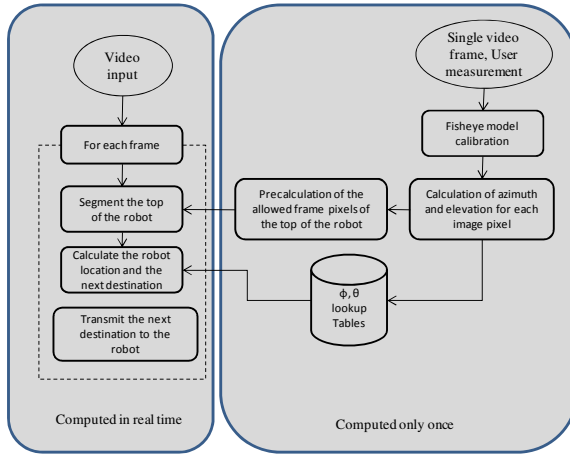 Video
input
For each frame
Segment the top
of the robot
Calculate the robot
location and the
next destination
Transmit the next
destination to the
robot
Computed in real time
Single video
frame, User
measurement
Fisheye model
calibration
Calculation of azimuth
and elevation for each
image pixel
Precalculation of the
allowed frame pixels of
the top of the robot
ϕ, θ
lookup
Tables
Computed only once